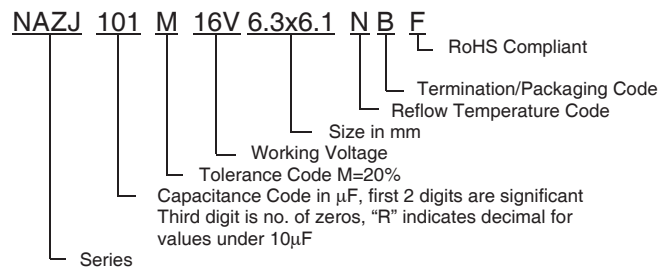 NAZJ 101 M 16V 6.3x6.1 N B F
RoHS Compliant
Termination/Packaging Code
Reflow Temperature Code
Size in mm
Working Voltage
Tolerance Code M=20%
Capacitance Code in μF, first 2 digits are significant
Third digit is no. of zeros, “R” indicates decimal for
values under 10μF
Series